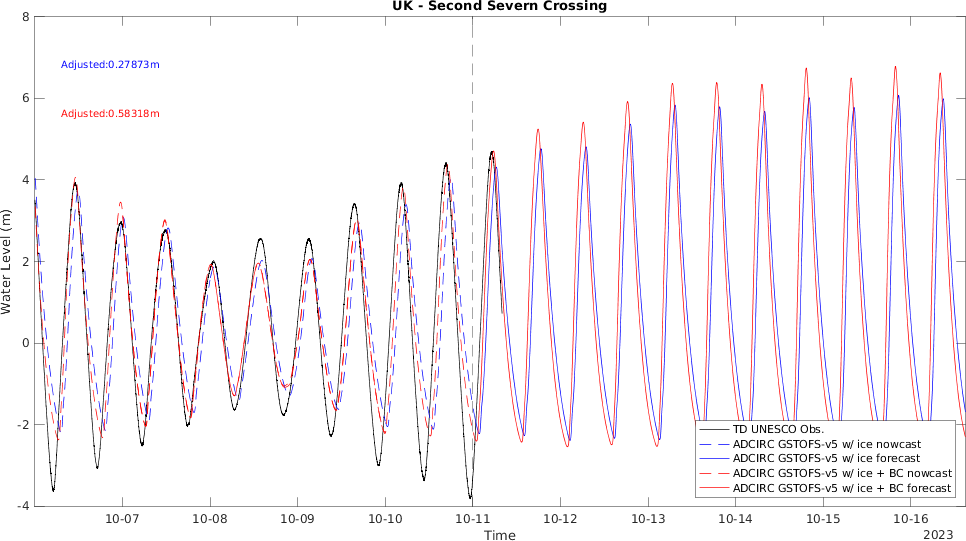 UK - Second Severn Crossing
8
Adjusted:0.27873m
6
Adjusted:0.58318m
4
2
0
-2
-4
Water Level (m)
TD UNESCO Obs.
ADCIRC GSTOFS-v5 w/ ice nowcast
ADCIRC GSTOFS-v5 w/ ice forecast
ADCIRC GSTOFS-v5 w/ ice + BC nowcast
ADCIRC GSTOFS-v5 w/ ice + BC forecast
10-07 10-08 10-09 10-10 10-11 10-12 10-13 10-14 10-15 10-16
Time
2023